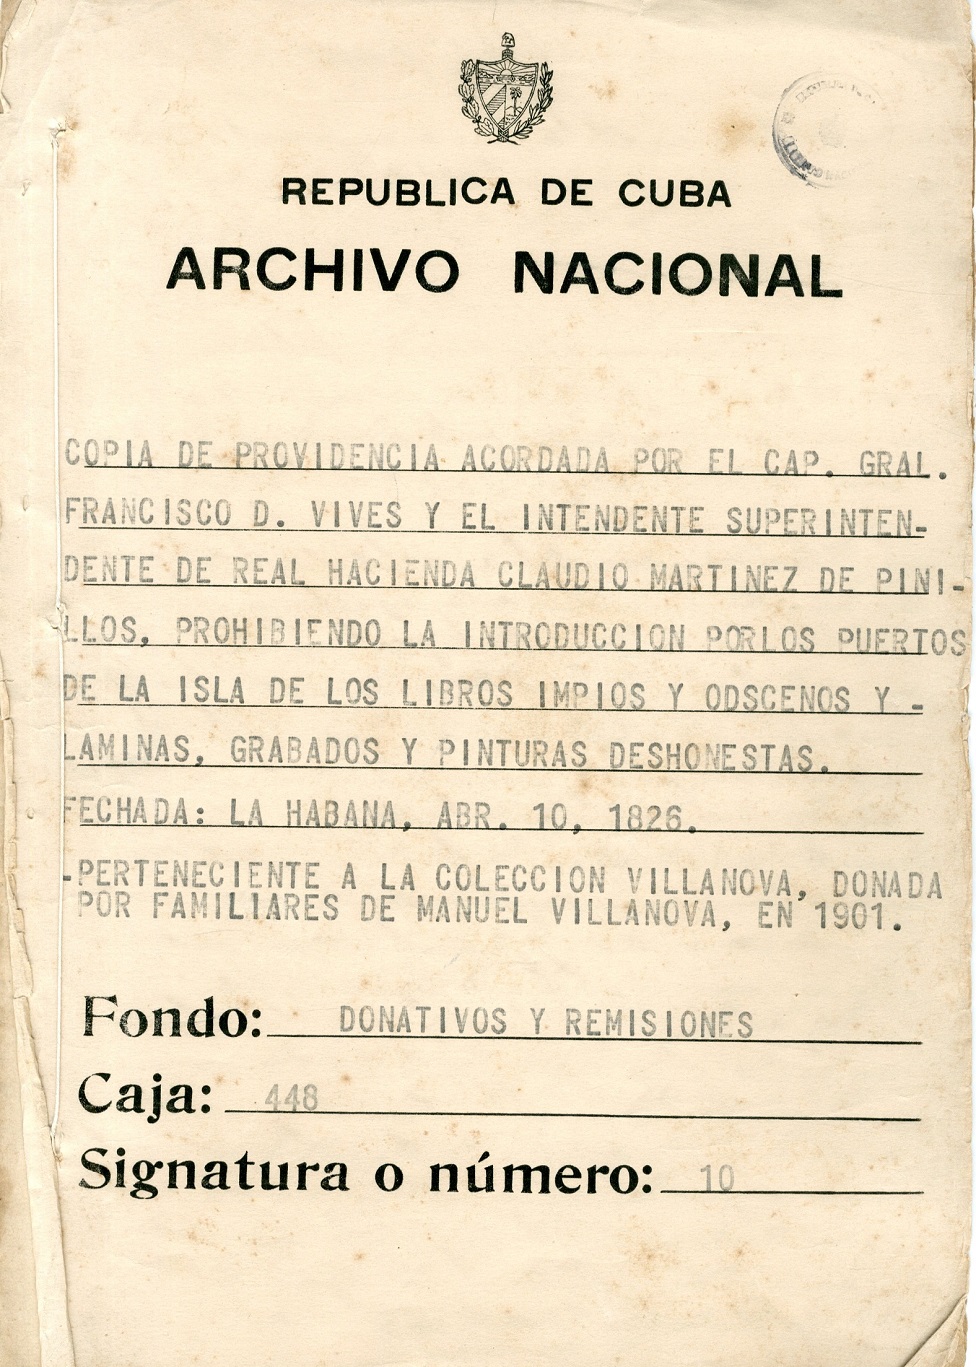 REPUBLICA DE CUBA
ARCHIVO NACIONAL
COPIA DE PROVIDENCIA ACORDADA POR EL CAP. GRAL.
FRANCISCO D. VIVES Y EL INTENDENTE SUPERINTEN-
DENTE DE REAL HACIENDA CLAUDIO MARTINEZ DE PINI-
LLOS, PROHIBIENDO LA INTRODUCCION PORLOS PUERTOS
DE LA ISLA DE LOS LIBROS IMPIOS Y ODSCENOS Y -
LAMINAS, GRABADOS Y PINTURAS DESHONESTAS.
FECHADA: LA HABANA, ABR. 10, 1826.
-PERTENECIENTE A LA COLECCION VILLANOVA, DONADA
POR FAMILIARES DE MANUEL VILLANOVA, EN 1901.
Fondo: DONATIVOS Y REMISIONES
Caja: 448
Signatura o número: 10